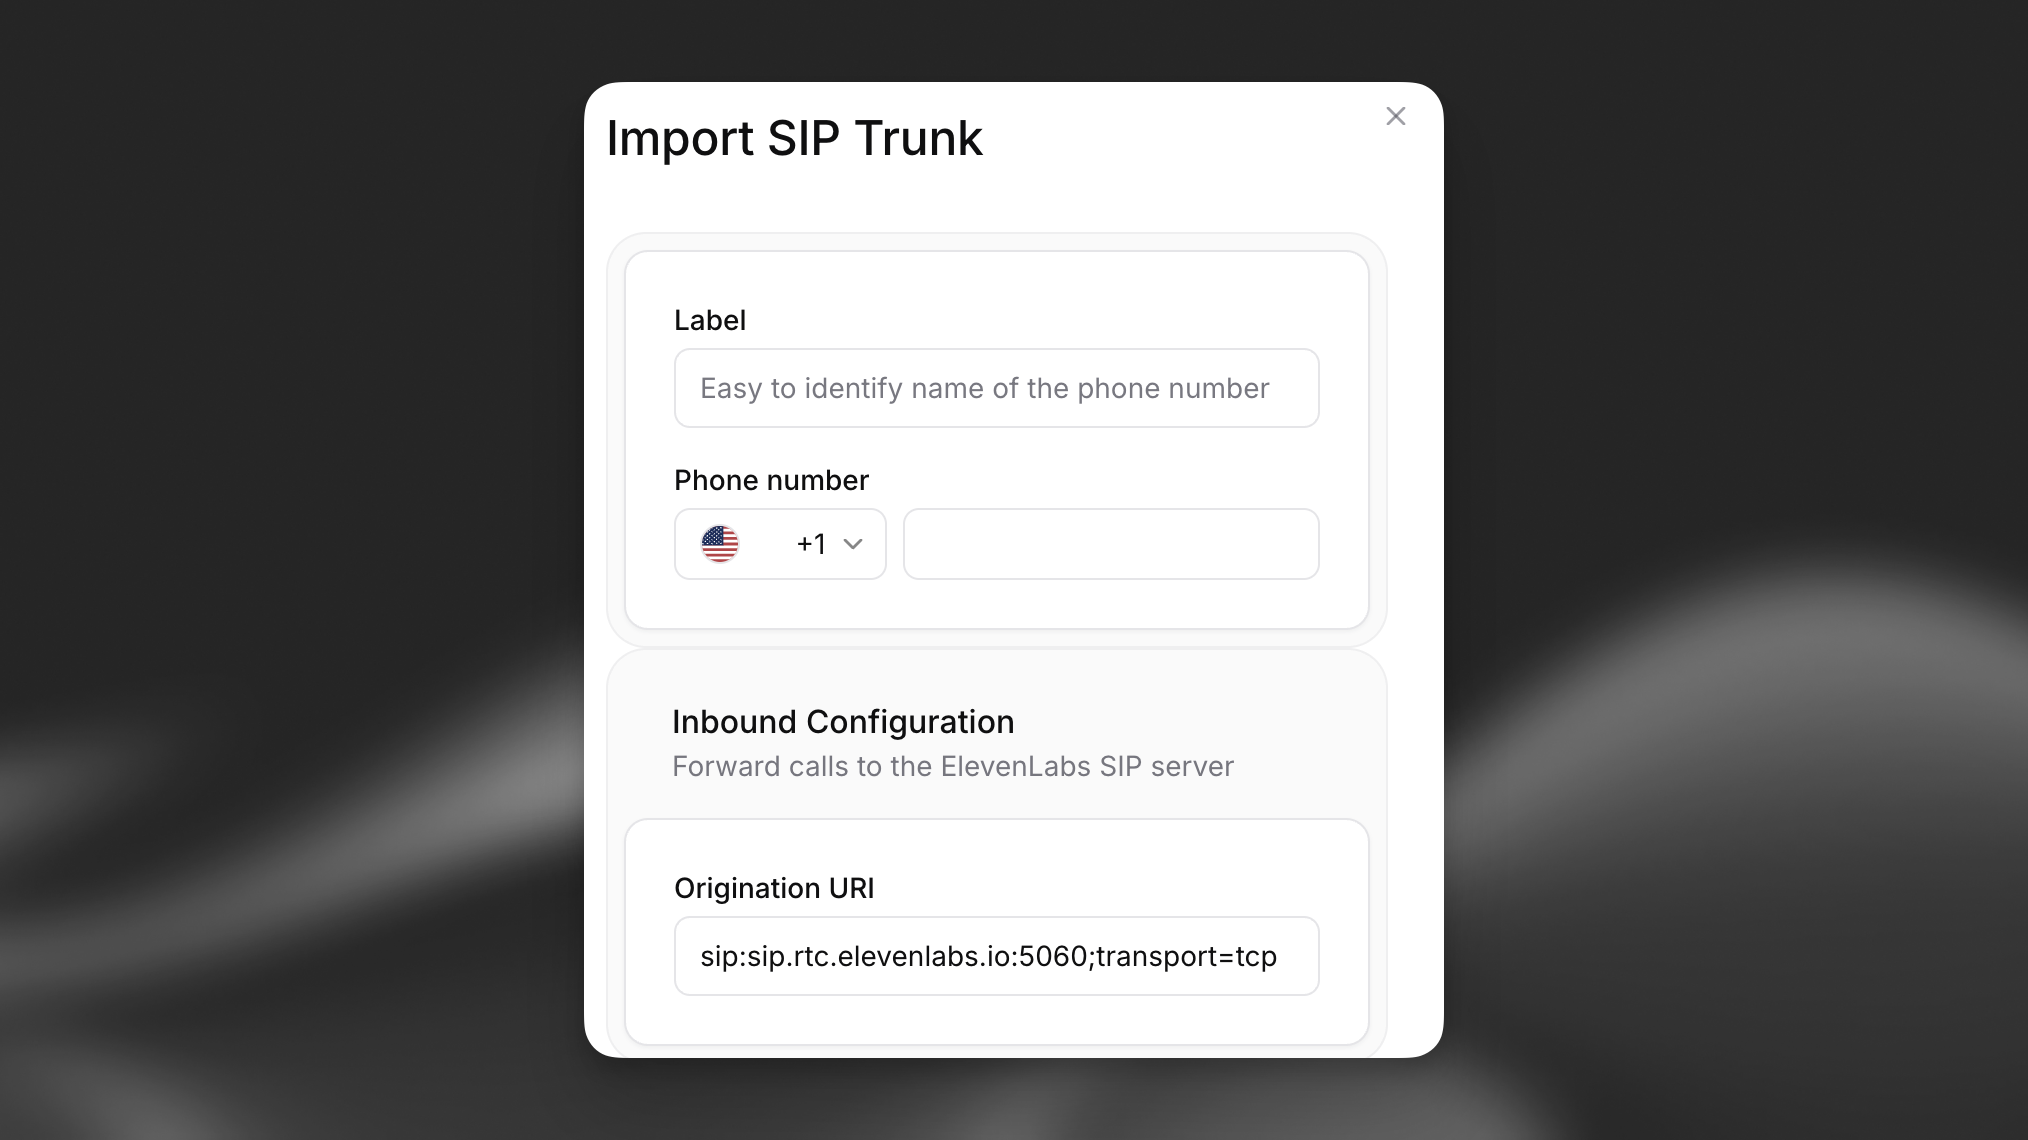 Import SIP Trunk
Label
Easy to identify name of the phone number
Phone number
+1
Inbound Configuration
Forward calls to the ElevenLabs SIP server
Origination URI
sip:sip.rtc.elevenlabs.io:5060;transport=tcp